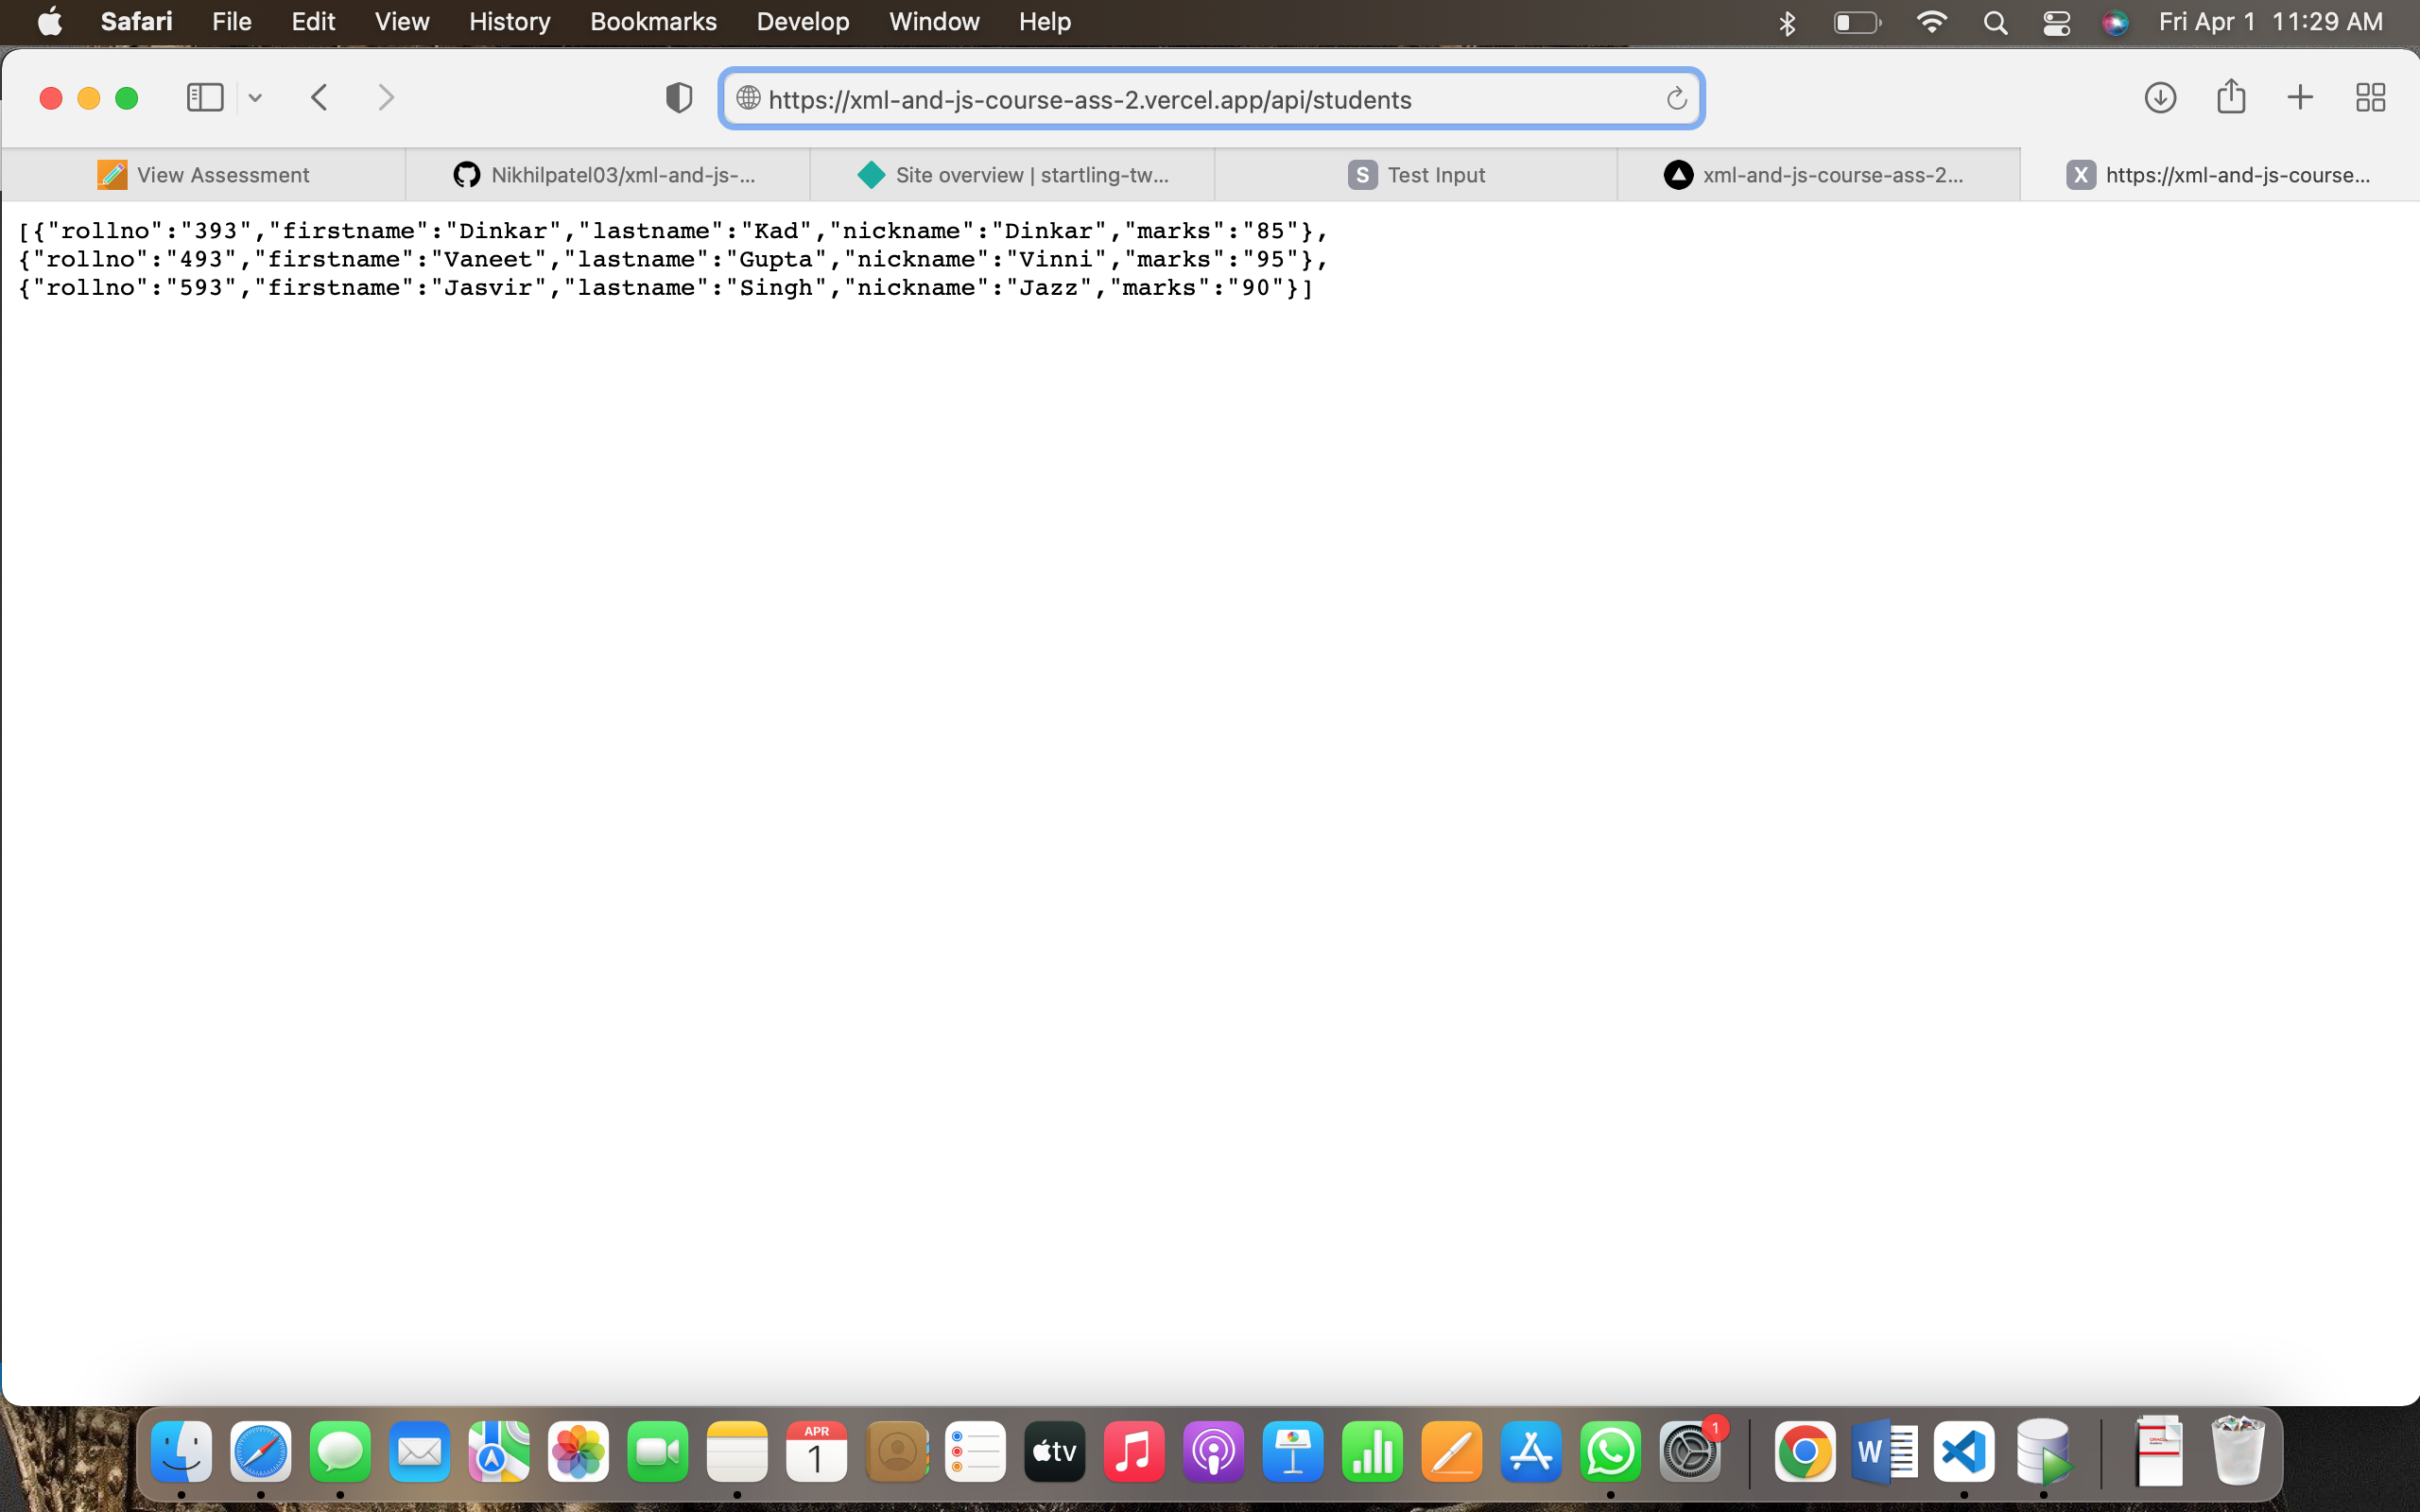 Safari File Edit View History Bookmarks Develop Window Help Fri Apr 1 11:29 AM
https://xml-and-js-course-ass-2.vercel.app/api/students
View Assessment Nikhilpatel03/xml-and-js-... Site overview | startling-tw... S Test Input xml-and-js-course-ass-2... X https://xml-and-js-course...
[{"rollno":"393","firstname":"Dinkar","lastname":"Kad","nickname":"Dinkar","marks":"85"},
{"rollno":"493","firstname":"Vaneet","lastname":"Gupta","nickname":"Vinni","marks":"95"},
{"rollno":"593","firstname":"Jasvir","lastname":"Singh","nickname":"Jazz","marks":"90"}]
APR
1
tv
1
W